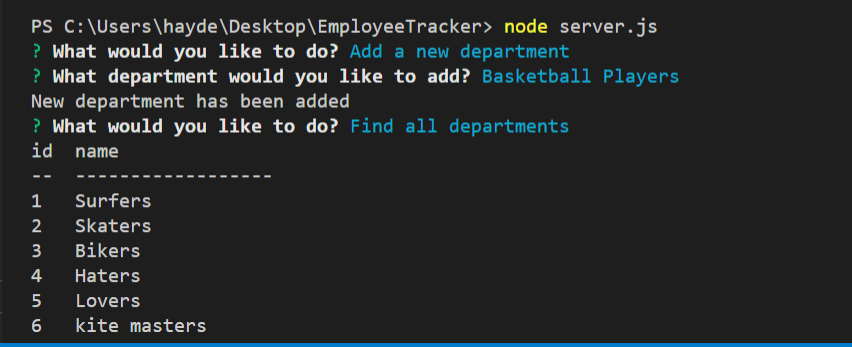 PS C:\Users\hayde\Desktop\EmployeeTracker> node server.js
? What would you like to do? Add a new department
? What department would you like to add? Basketball Players
New department has been added
? What would you like to do? Find all departments
id  name
--  ------------------
1   Surfers
2   Skaters
3   Bikers
4   Haters
5   Lovers
6   kite masters